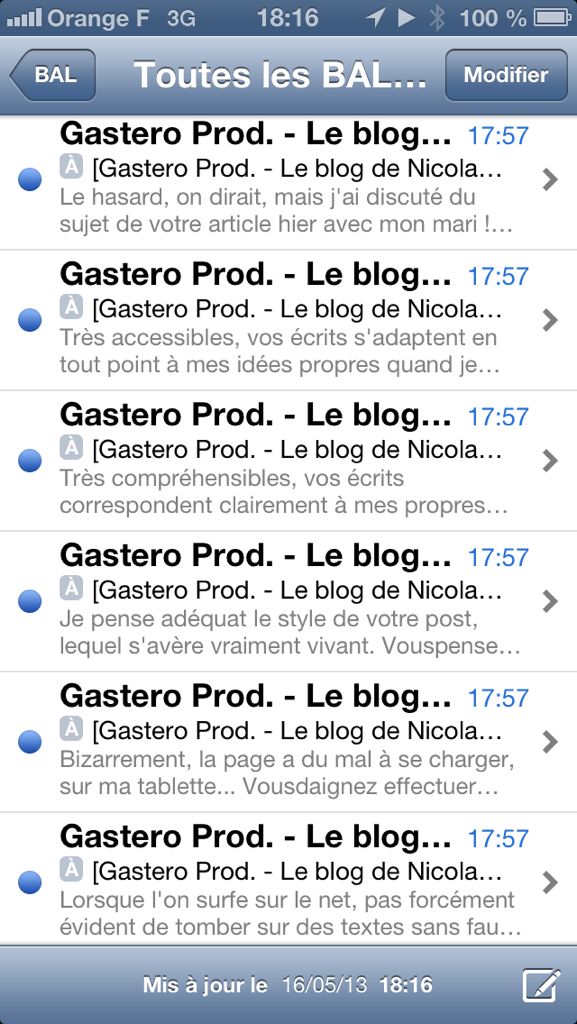 Orange F 3G 18:16 100 %
BAL Toutes les BAL... Modifier
Gastero Prod. - Le blog... 17:57
À [Gastero Prod. - Le blog de Nicola...
Le hasard, on dirait, mais j'ai discuté du
sujet de votre article hier avec mon mari !...
Gastero Prod. - Le blog... 17:57
À [Gastero Prod. - Le blog de Nicola...
Très accessibles, vos écrits s'adaptent en
tout point à mes idées propres quand je...
Gastero Prod. - Le blog... 17:57
À [Gastero Prod. - Le blog de Nicola...
Très compréhensibles, vos écrits
correspondent clairement à mes propres...
Gastero Prod. - Le blog... 17:57
À [Gastero Prod. - Le blog de Nicola...
Je pense adéquat le style de votre post,
lequel s'avère vraiment vivant. Vouspense...
Gastero Prod. - Le blog... 17:57
À [Gastero Prod. - Le blog de Nicola...
Bizarrement, la page a du mal à se charger,
sur ma tablette... Vousdaignez effectuer...
Gastero Prod. - Le blog... 17:57
À [Gastero Prod. - Le blog de Nicola...
Lorsque l'on surfe sur le net, pas forcément
évident de tomber sur des textes sans fau...
Mis à jour le 16/05/13 18:16